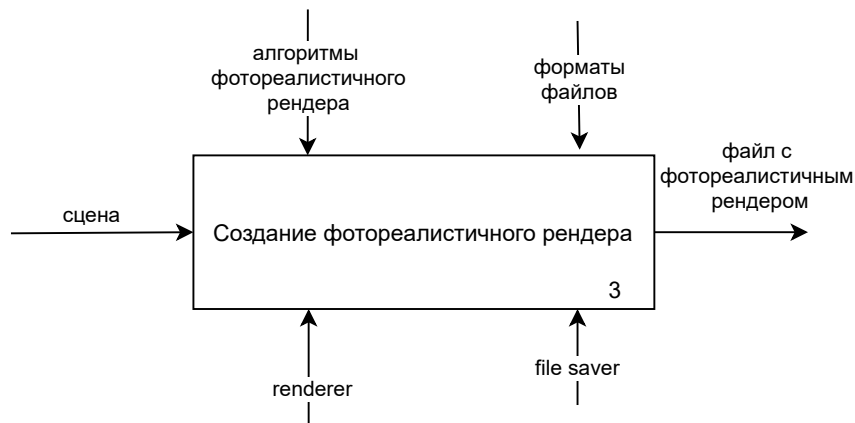 алгоритмы
фотореалистичного
рендера
форматы
файлов
файл с
фотореалистичным
рендером
сцена
Создание фотореалистичного рендера
3
renderer
file saver